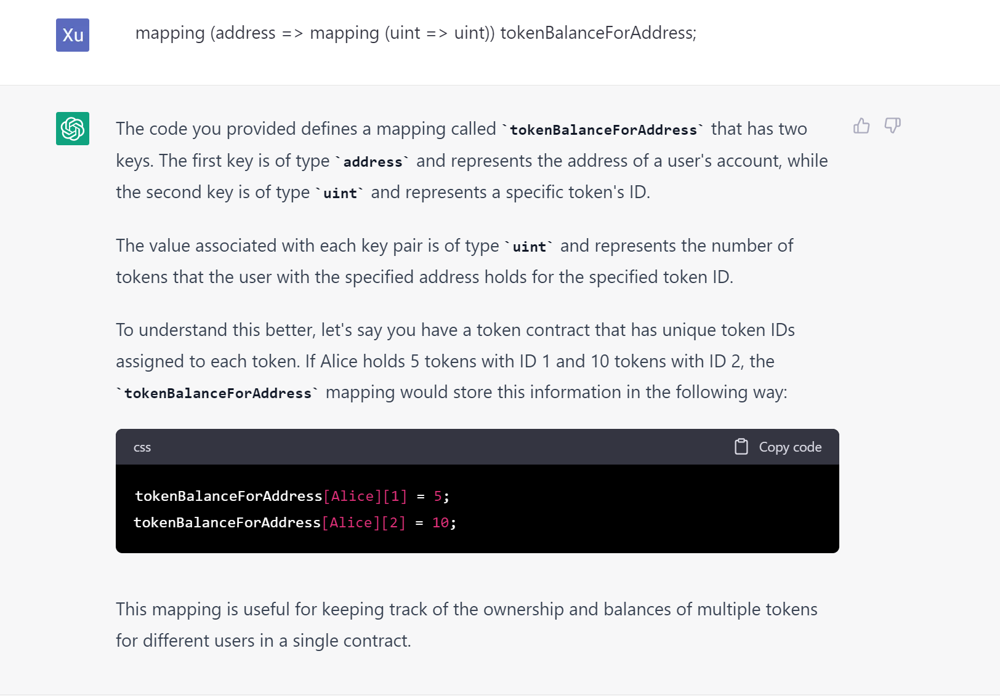 Xu
mapping (address => mapping (uint => uint)) tokenBalanceForAddress;
The code you provided defines a mapping called `tokenBalanceForAddress` that has two
keys. The first key is of type `address` and represents the address of a user's account, while
the second key is of type `uint` and represents a specific token's ID.
The value associated with each key pair is of type `uint` and represents the number of
tokens that the user with the specified address holds for the specified token ID.
To understand this better, let's say you have a token contract that has unique token IDs
assigned to each token. If Alice holds 5 tokens with ID 1 and 10 tokens with ID 2, the
`tokenBalanceForAddress` mapping would store this information in the following way:
css Copy code
tokenBalanceForAddress[Alice][1] = 5;
tokenBalanceForAddress[Alice][2] = 10;
This mapping is useful for keeping track of the ownership and balances of multiple tokens
for different users in a single contract.